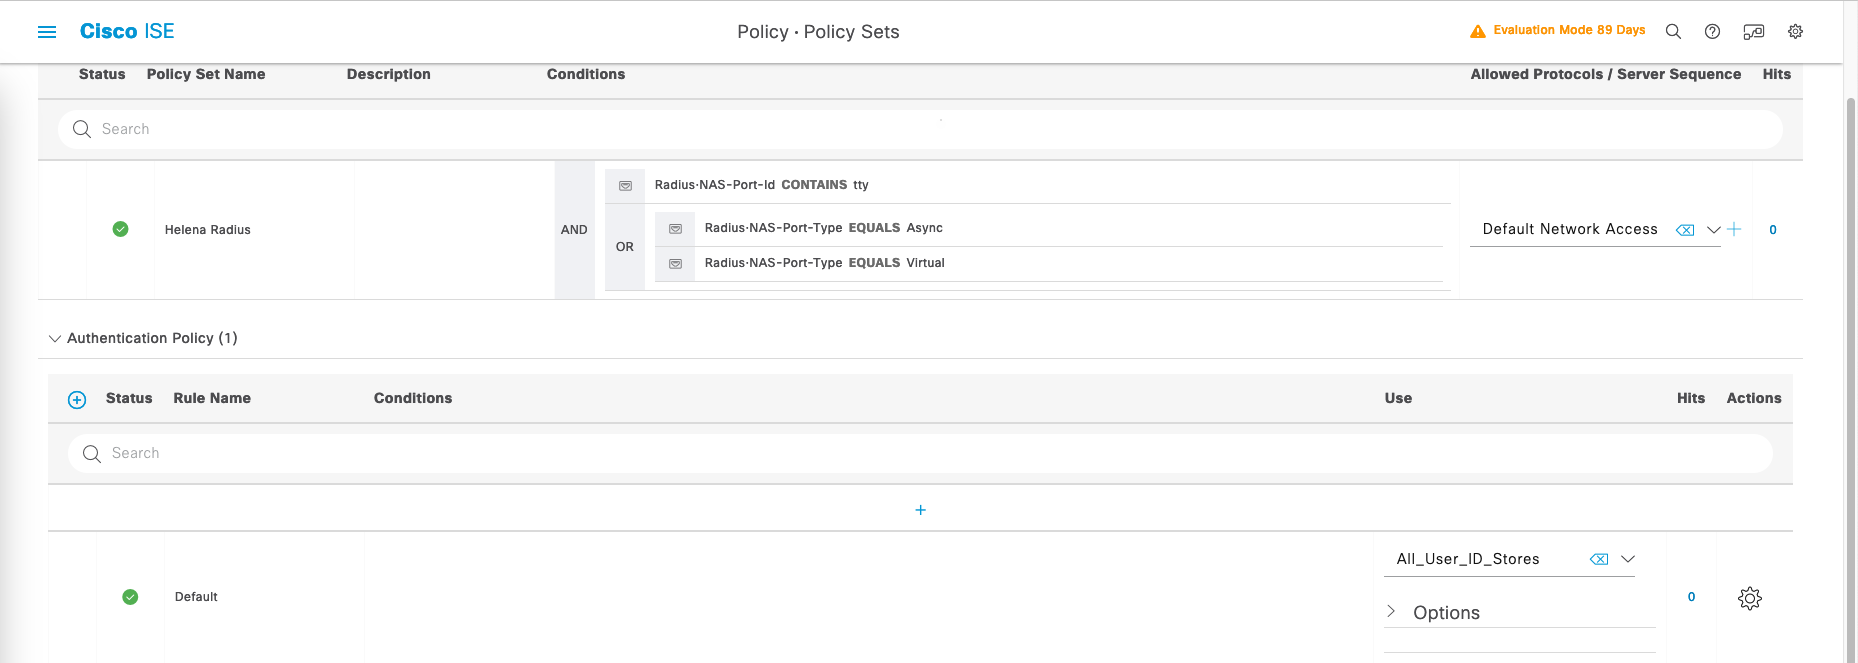 Cisco ISE
Policy · Policy Sets
Evaluation Mode 89 Days
Status Policy Set Name Description Conditions Allowed Protocols / Server Sequence Hits
Search
Radius·NAS-Port-Id CONTAINS tty
Helena Radius AND OR Radius·NAS-Port-Type EQUALS Async Default Network Access 0
Radius·NAS-Port-Type EQUALS Virtual
Authentication Policy (1)
Status Rule Name Conditions Use Hits Actions
Search
+
All_User_ID_Stores
Default 0
Options